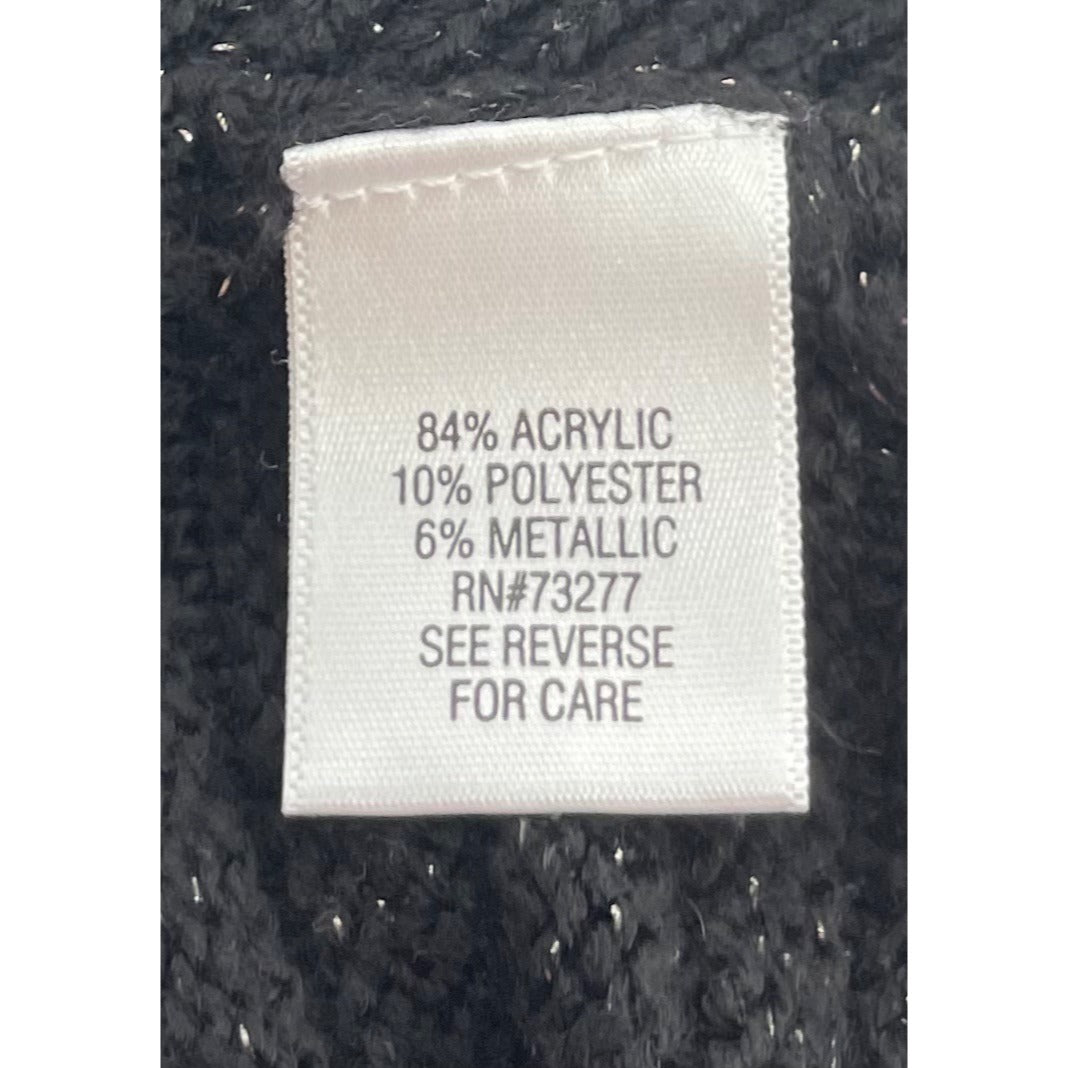 84% ACRYLIC
10% POLYESTER
6% METALLIC
RN#73277
SEE REVERSE
FOR CARE